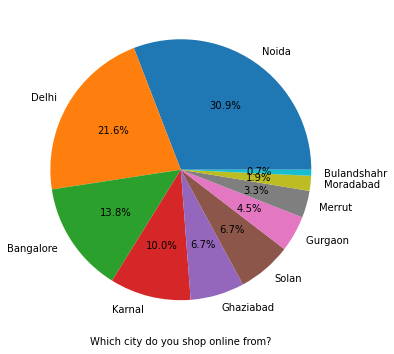 Noida
30.9%
Delhi
21.6%
Bangalore
13.8%
Karnal
10.0%
Ghaziabad
6.7%
Solan
6.7%
Gurgaon
4.5%
Merrut
3.3%
Moradabad
1.9%
Bulandshahr
0.7%
Which city do you shop online from?